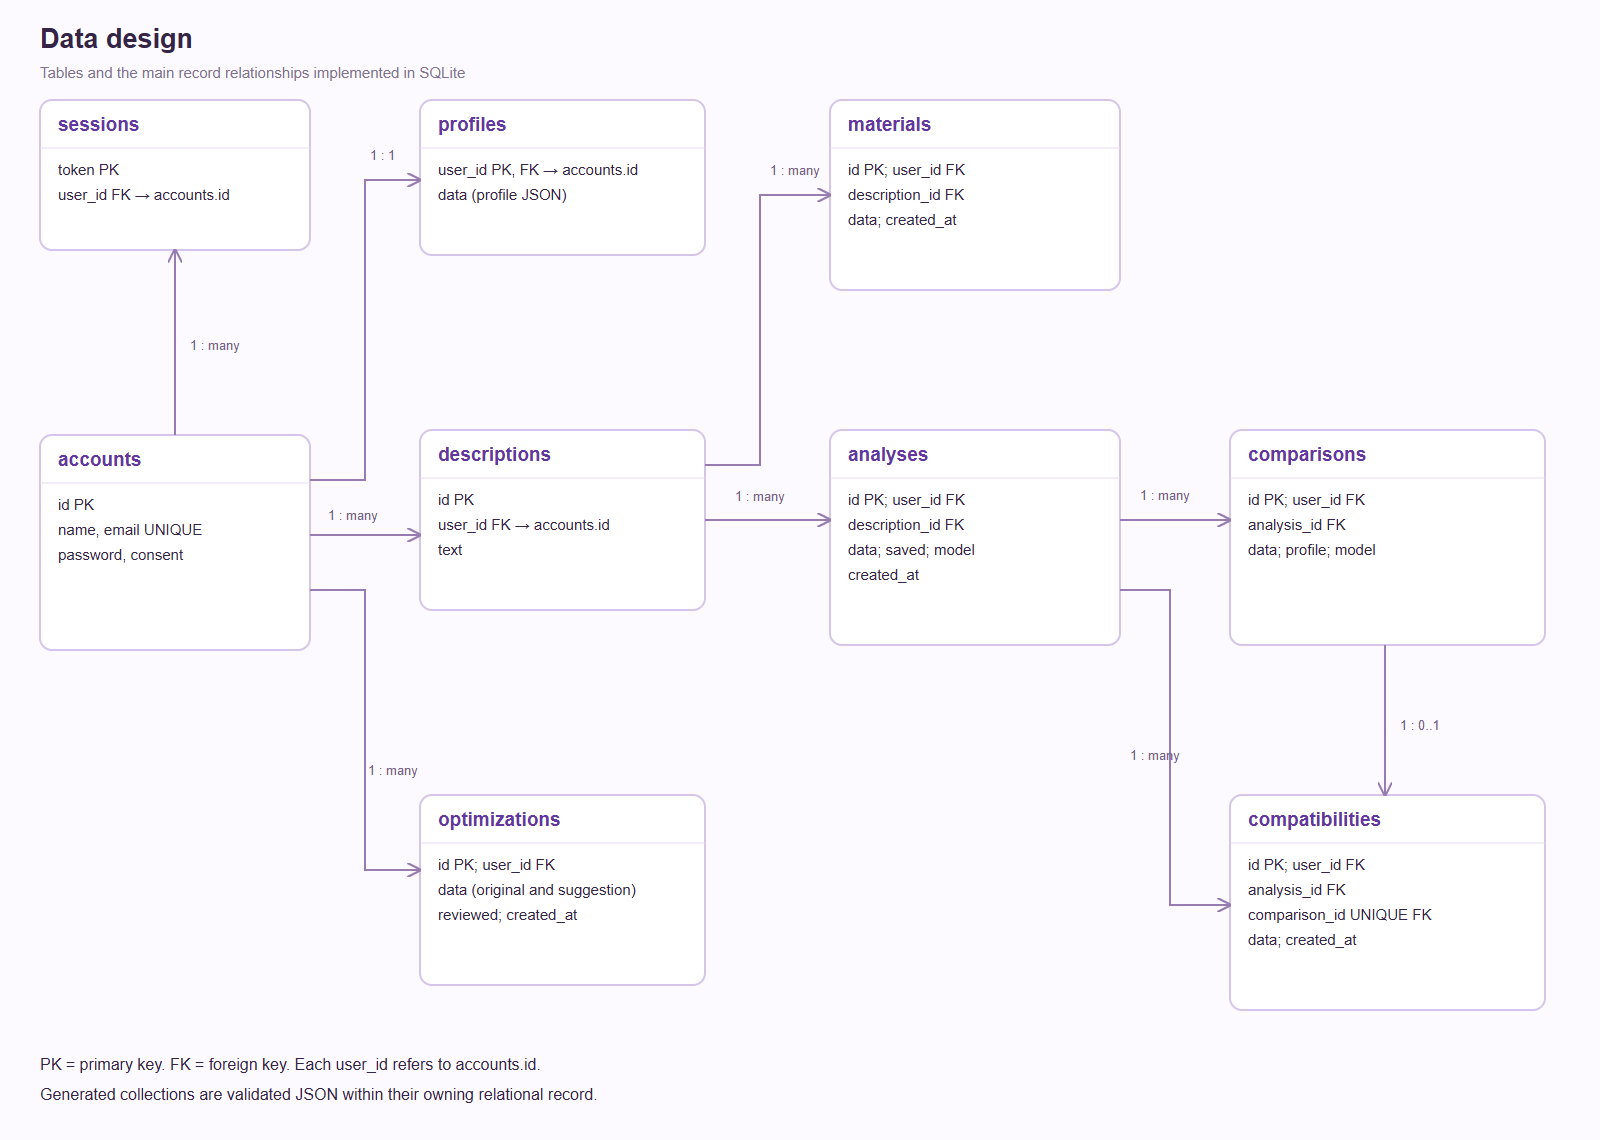 Data design
Tables and the main record relationships implemented in SQLite
sessions
token PK
user_id FK → accounts.id
1 : 1
profiles
user_id PK, FK → accounts.id
data (profile JSON)
1 : many
materials
id PK; user_id FK
description_id FK
data; created_at
1 : many
accounts
id PK
name, email UNIQUE
password, consent
1 : many
descriptions
id PK
user_id FK → accounts.id
text
1 : many
analyses
id PK; user_id FK
description_id FK
data; saved; model
created_at
1 : many
comparisons
id PK; user_id FK
analysis_id FK
data; profile; model
1 : 0..1
1 : many
1 : many
optimizations
id PK; user_id FK
data (original and suggestion)
reviewed; created_at
compatibilities
id PK; user_id FK
analysis_id FK
comparison_id UNIQUE FK
data; created_at
PK = primary key. FK = foreign key. Each user_id refers to accounts.id.
Generated collections are validated JSON within their owning relational record.